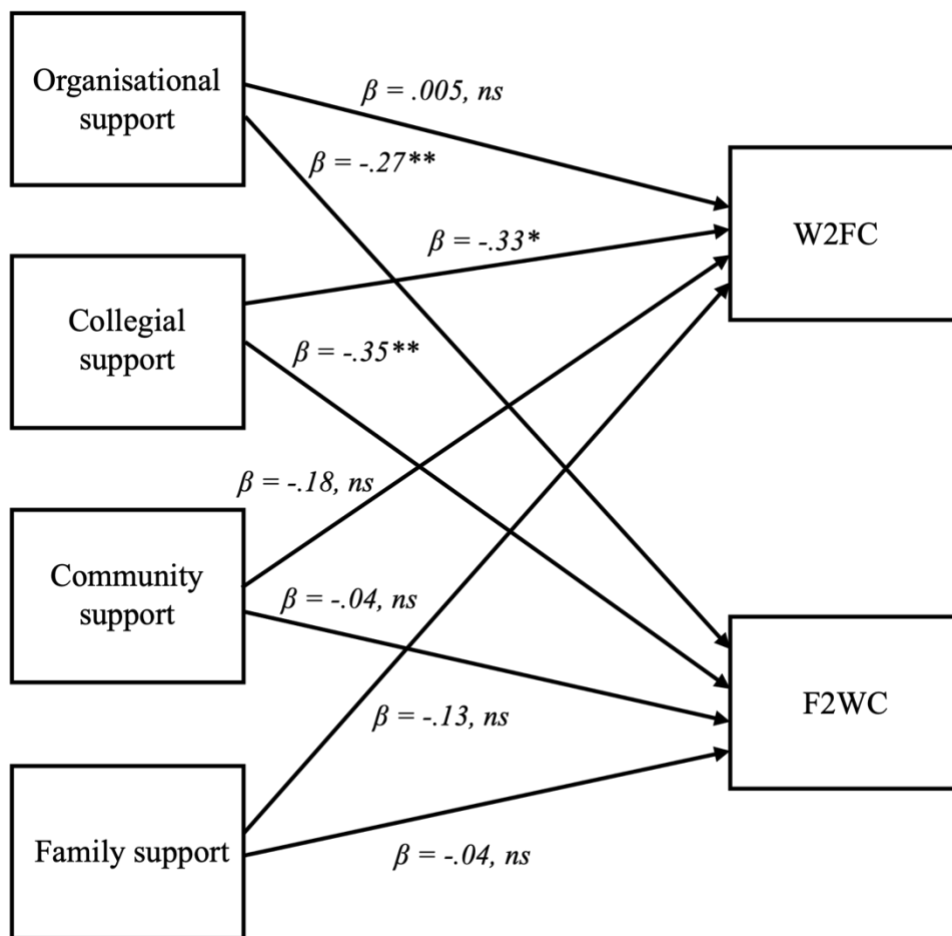 Organisational
support
β = .005, ns
β = -.27**
W2FC
β = -.33*
Collegial
support
β = -.35**
β = -.18, ns
Community
support
β = -.04, ns
F2WC
β = -.13, ns
Family support
β = -.04, ns